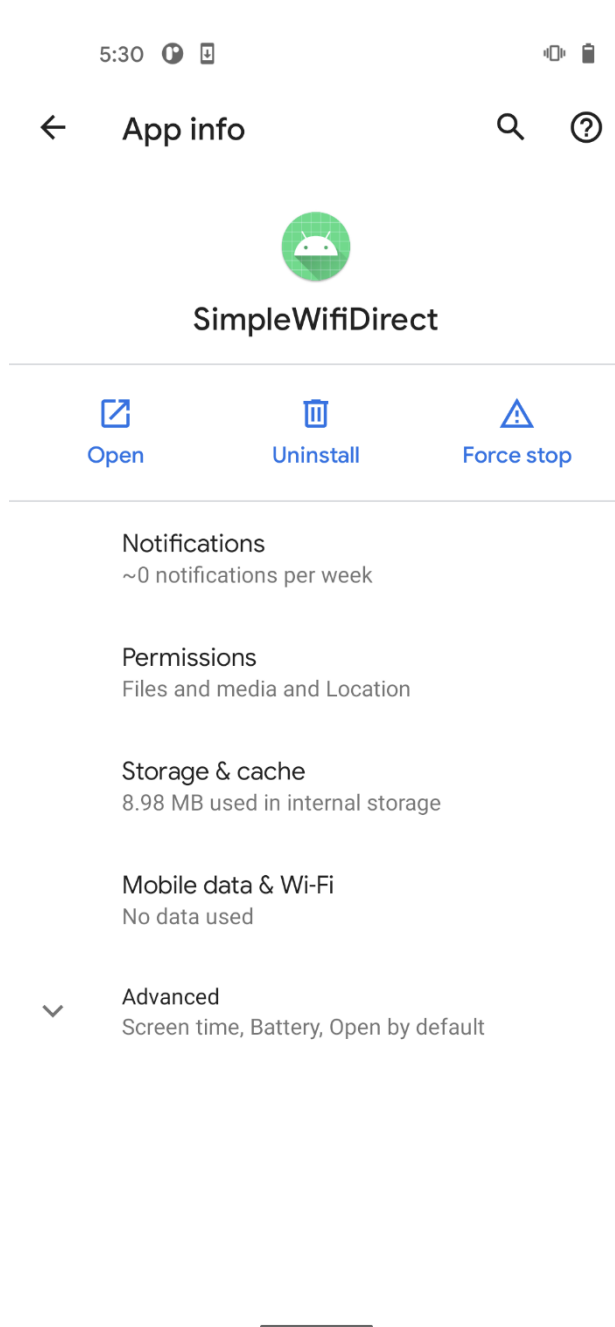 5:30
App info
SimpleWifiDirect
Open Uninstall Force stop
Notifications
~0 notifications per week
Permissions
Files and media and Location
Storage & cache
8.98 MB used in internal storage
Mobile data & Wi-Fi
No data used
Advanced
Screen time, Battery, Open by default